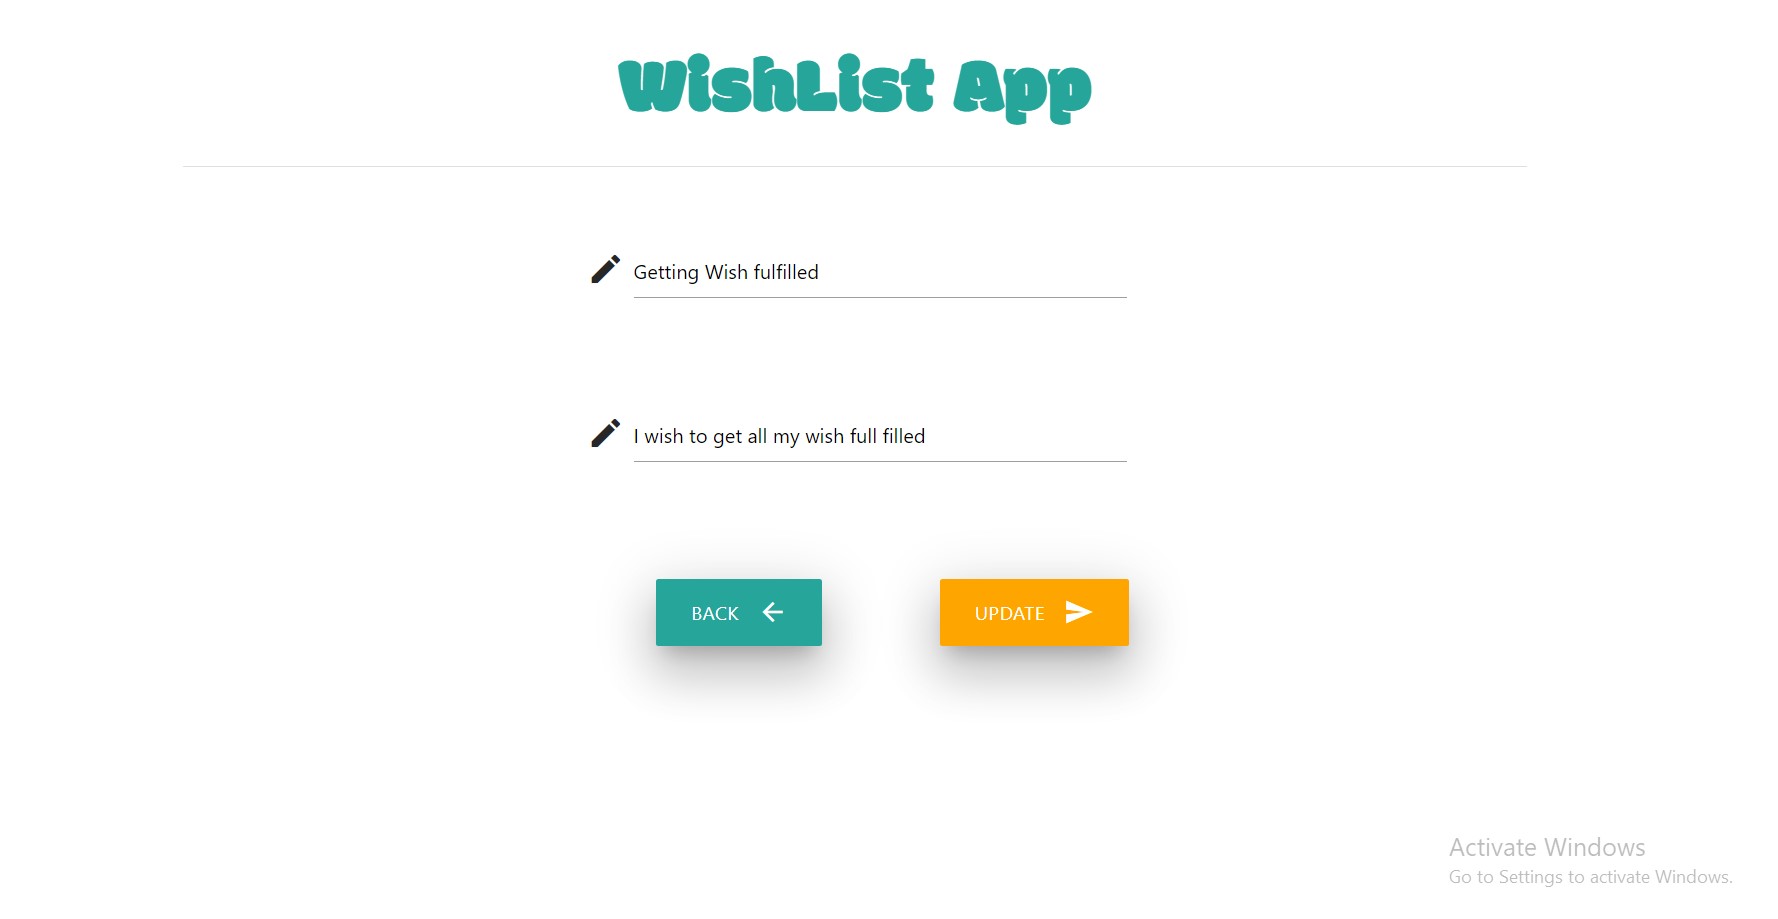 WishList App
Getting Wish fulfilled
I wish to get all my wish full filled
BACK
UPDATE
Activate Windows
Go to Settings to activate Windows.